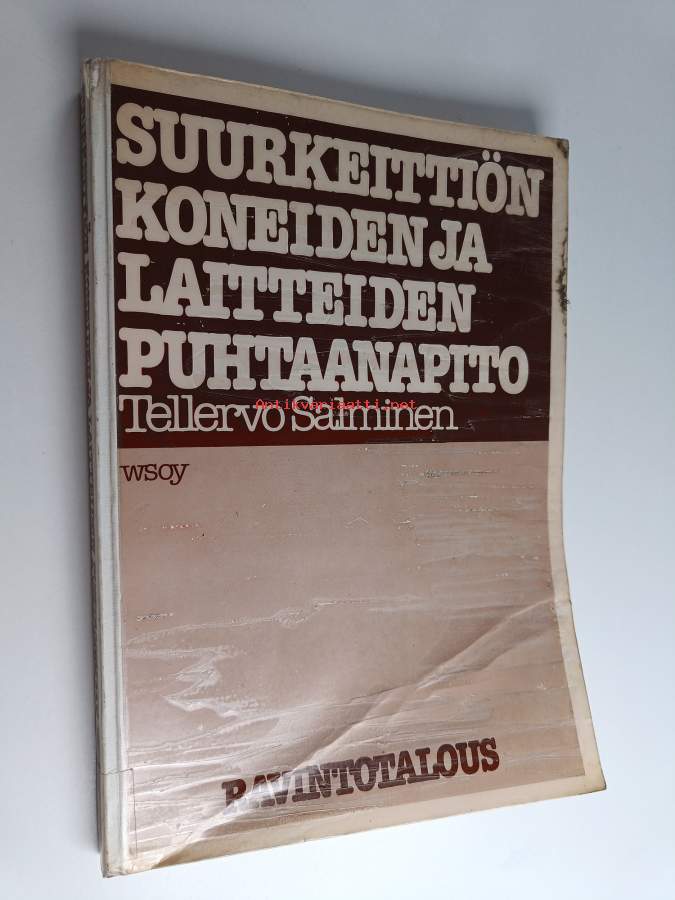 SUURKEITTIÖN
KONEIDEN JA
LAITTEIDEN
PUHTAANAPITO
Tellervo Salminen
Antikvariaatti.net
wsoy
RAVINTOTALOUS